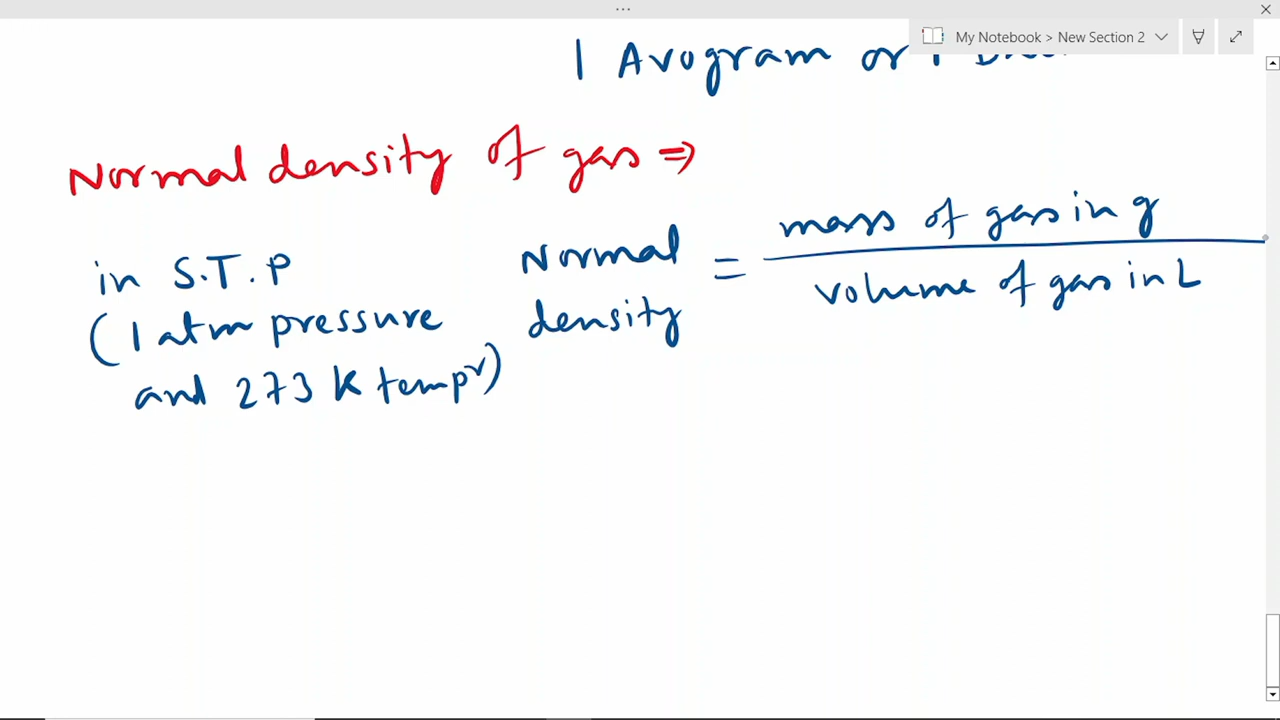 My Notebook > New Section 2
1 Avogram or 1
Normal density of gas ⇒
in S.T.P
(1 atm pressure
and 273 K tempr)
Normal
density
=
mass of gas in g
volume of gas in L